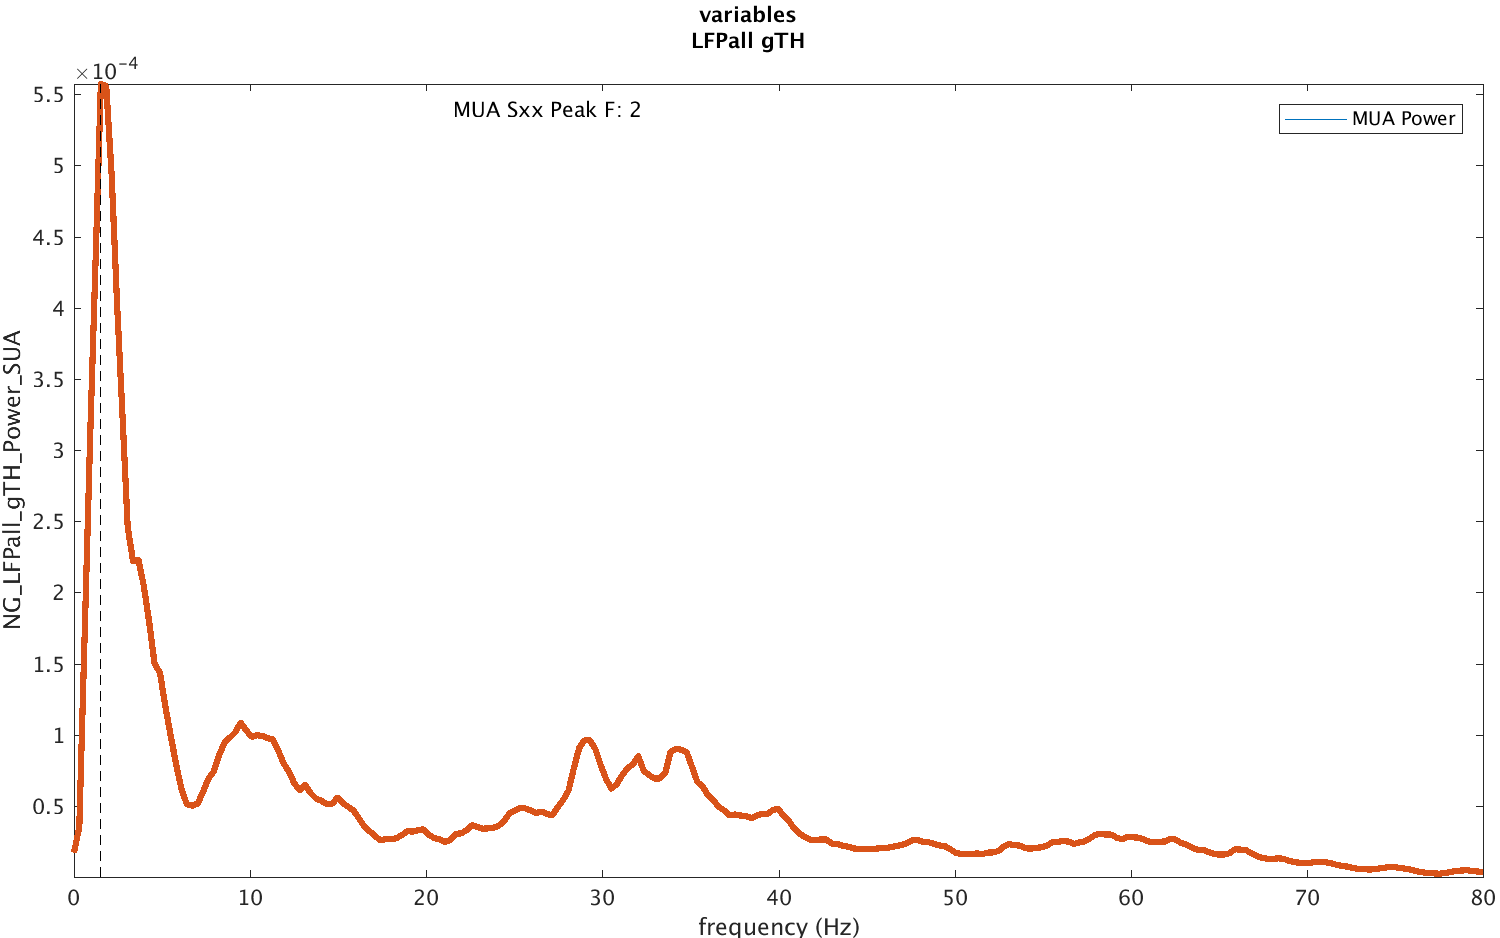 variables
LFPall gTH
×10⁻⁴
MUA Sxx Peak F: 2
MUA Power
5.5
5
4.5
4
3.5
3
2.5
2
1.5
1
0.5
NG_LFPall_gTH_Power_SUA
0 10 20 30 40 50 60 70 80
frequency (Hz)